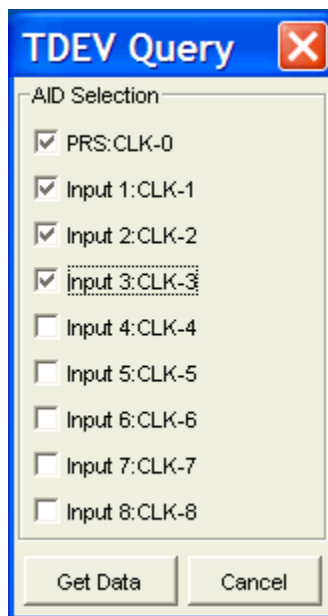 TDEV Query
AID Selection
PRS:CLK-0
Input 1:CLK-1
Input 2:CLK-2
Input 3:CLK-3
Input 4:CLK-4
Input 5:CLK-5
Input 6:CLK-6
Input 7:CLK-7
Input 8:CLK-8
Get Data Cancel